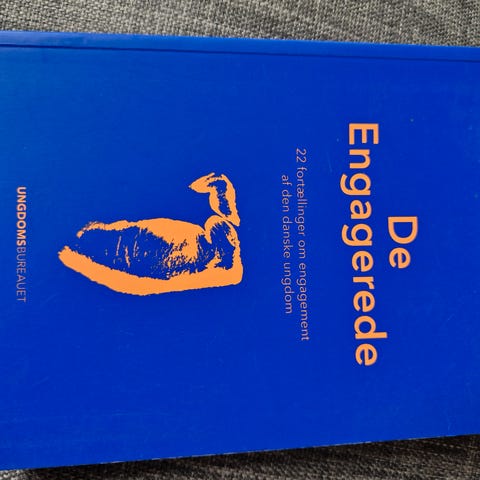 De
Engagerede
22 fortællinger om engagement
af den danske ungdom
UNGDOMSBUREAUET